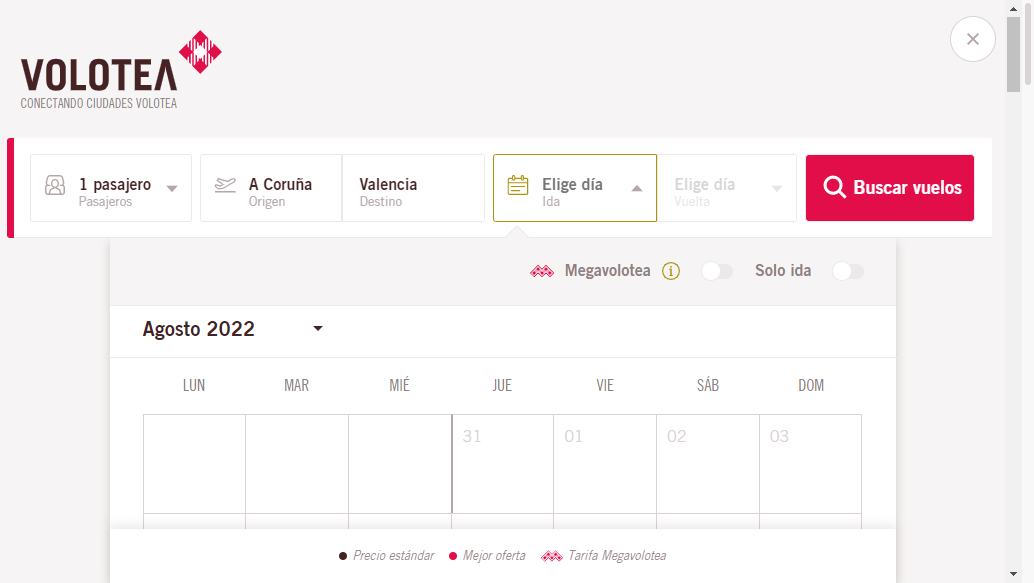 VOLOTEA
CONECTANDO CIUDADES VOLOTEA
1 pasajero
Pasajeros
A Coruña
Origen
Valencia
Destino
Elige día
Ida
Elige día
Vuelta
Buscar vuelos
Megavolotea i Solo ida
Agosto 2022
LUN MAR MIÉ JUE VIE SÁB DOM
31 01 02 03
Precio estándar Mejor oferta Tarifa Megavolotea